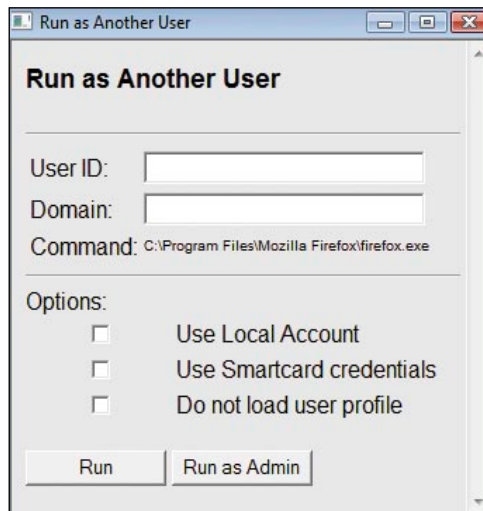 Run as Another User
Run as Another User
User ID:
Domain:
Command: C:\Program Files\Mozilla Firefox\firefox.exe
Options:
Use Local Account
Use Smartcard credentials
Do not load user profile
Run Run as Admin